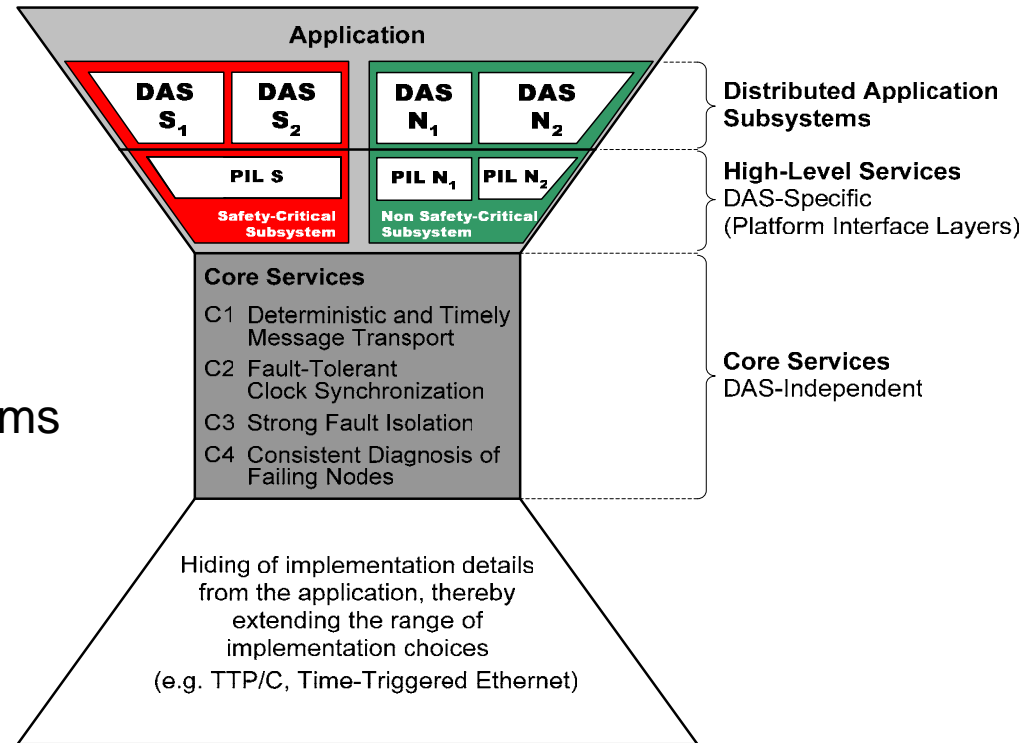 Application
DAS S₁
DAS S₂
DAS N₁
DAS N₂
Distributed Application
Subsystems
PIL S
PIL N₁
PIL N₂
Safety-Critical
Subsystem
Non Safety-Critical
Subsystem
High-Level Services
DAS-Specific
(Platform Interface Layers)
Core Services
C1 Deterministic and Timely
Message Transport
C2 Fault-Tolerant
Clock Synchronization
C3 Strong Fault Isolation
C4 Consistent Diagnosis of
Failing Nodes
Core Services
DAS-Independent
ms
Hiding of implementation details
from the application, thereby
extending the range of
implementation choices
(e.g. TTP/C, Time-Triggered Ethernet)